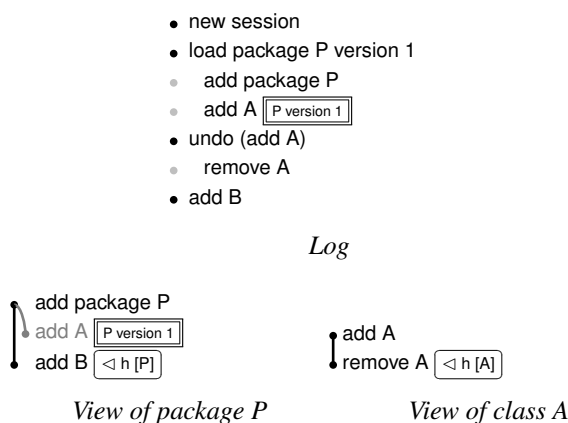 new session
load package P version 1
add package P
add A P version 1
undo (add A)
remove A
add B
Log
add package P
add A P version 1
add B ◁ h [P]
View of package P
add A
remove A ◁ h [A]
View of class A